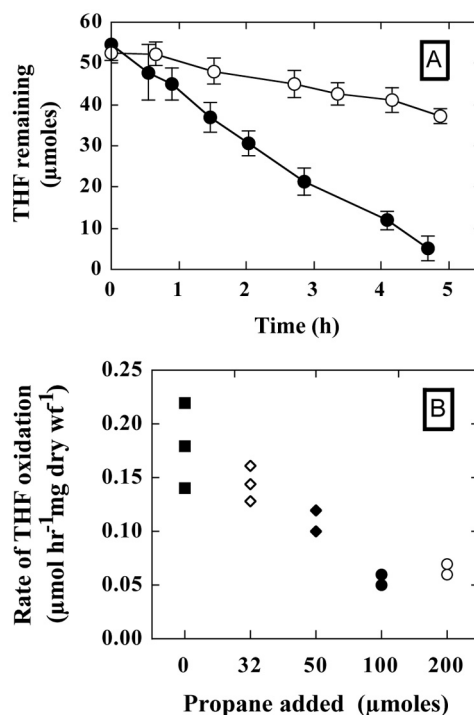 A
THF remaining
(µmoles)
60
50
40
30
20
10
0
0 1 2 3 4 5
Time (h)
B
Rate of THF oxidation
(µmol hr⁻¹mg dry wt⁻¹)
0.25
0.20
0.15
0.10
0.05
0.00
0 32 50 100 200
Propane added (µmoles)